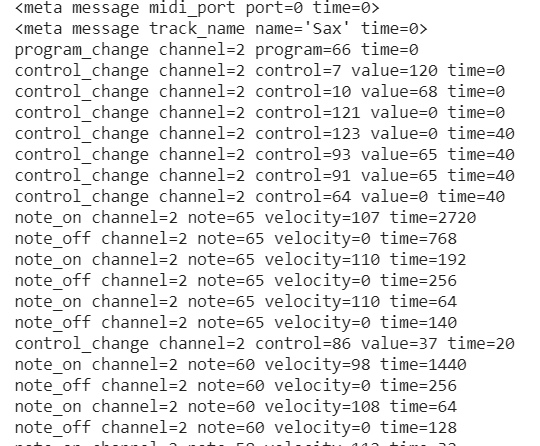 <meta message midi_port port=0 time=0>
<meta message track_name name='Sax' time=0>
program_change channel=2 program=66 time=0
control_change channel=2 control=7 value=120 time=0
control_change channel=2 control=10 value=68 time=0
control_change channel=2 control=121 value=0 time=0
control_change channel=2 control=123 value=0 time=40
control_change channel=2 control=93 value=65 time=40
control_change channel=2 control=91 value=65 time=40
control_change channel=2 control=64 value=0 time=40
note_on channel=2 note=65 velocity=107 time=2720
note_off channel=2 note=65 velocity=0 time=768
note_on channel=2 note=65 velocity=110 time=192
note_off channel=2 note=65 velocity=0 time=256
note_on channel=2 note=65 velocity=110 time=64
note_off channel=2 note=65 velocity=0 time=140
control_change channel=2 control=86 value=37 time=20
note_on channel=2 note=60 velocity=98 time=1440
note_off channel=2 note=60 velocity=0 time=256
note_on channel=2 note=60 velocity=108 time=64
note_off channel=2 note=60 velocity=0 time=128